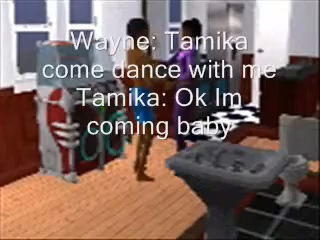 Wayne: Tamika
come dance with me
Tamika: Ok Im
coming baby